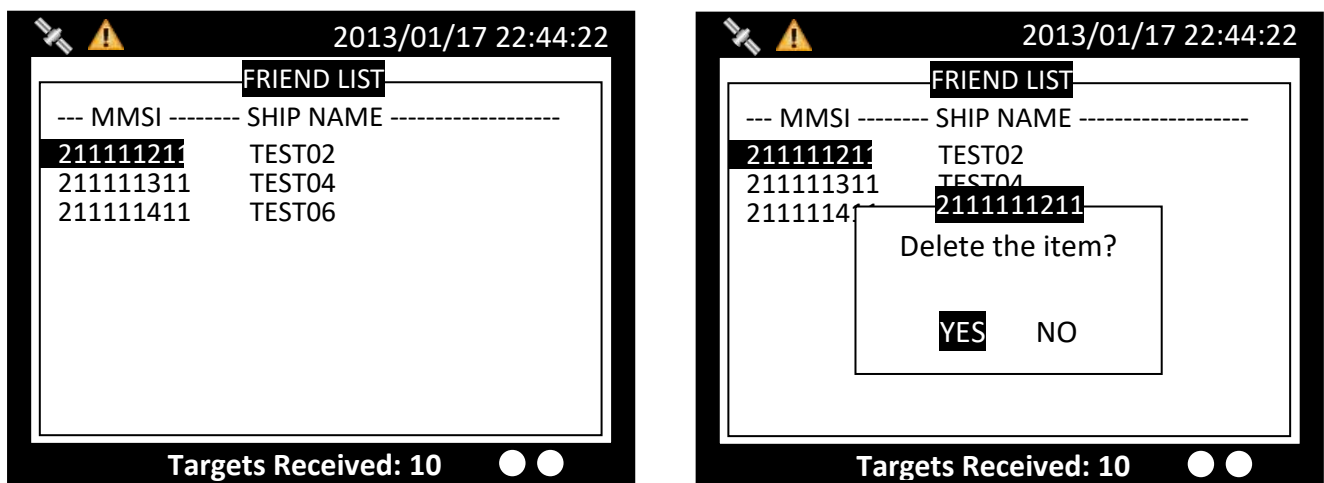 2013/01/17 22:44:22
FRIEND LIST
--- MMSI -------- SHIP NAME -------------------
211111211 TEST02
211111311 TEST04
211111411 TEST06
Targets Received: 10
2013/01/17 22:44:22
FRIEND LIST
--- MMSI -------- SHIP NAME -------------------
211111211 TEST02
211111311 TEST04
211111411
2111111211
Delete the item?
YES NO
Targets Received: 10